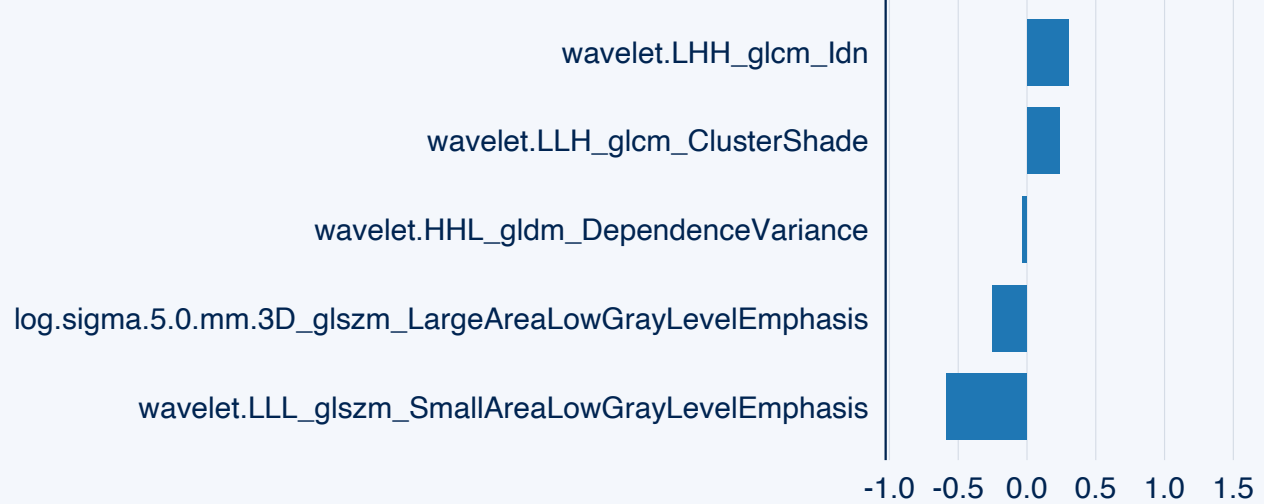 wavelet.LHH_glcm_Idn
wavelet.LLH_glcm_ClusterShade
wavelet.HHL_gldm_DependenceVariance
log.sigma.5.0.mm.3D_glszm_LargeAreaLowGrayLevelEmphasis
wavelet.LLL_glszm_SmallAreaLowGrayLevelEmphasis
-1.0 -0.5 0.0 0.5 1.0 1.5